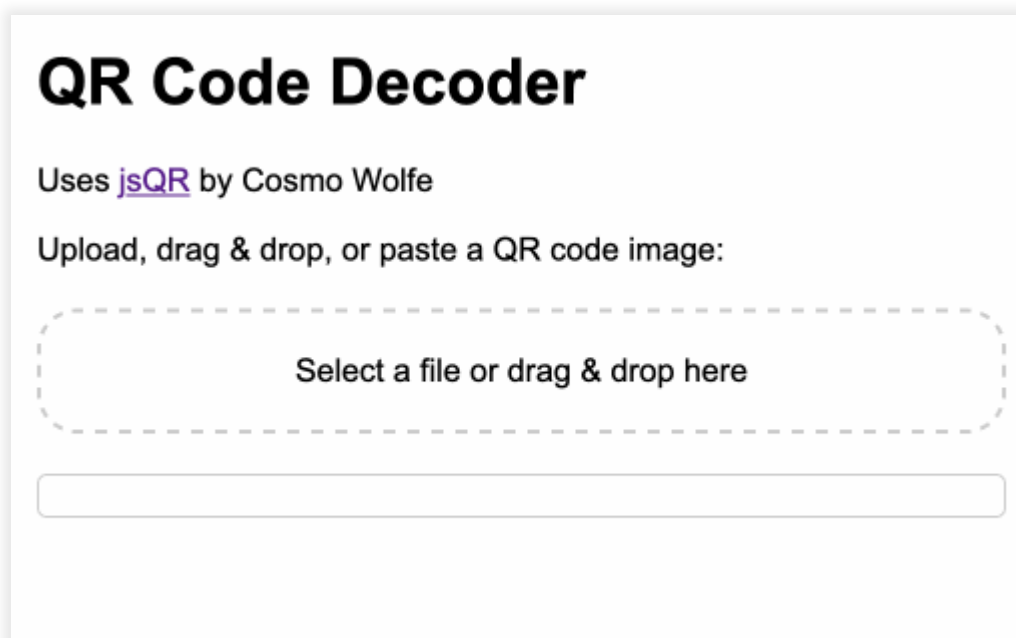 QR Code Decoder
Uses jsQR by Cosmo Wolfe
Upload, drag & drop, or paste a QR code image:
Select a file or drag & drop here